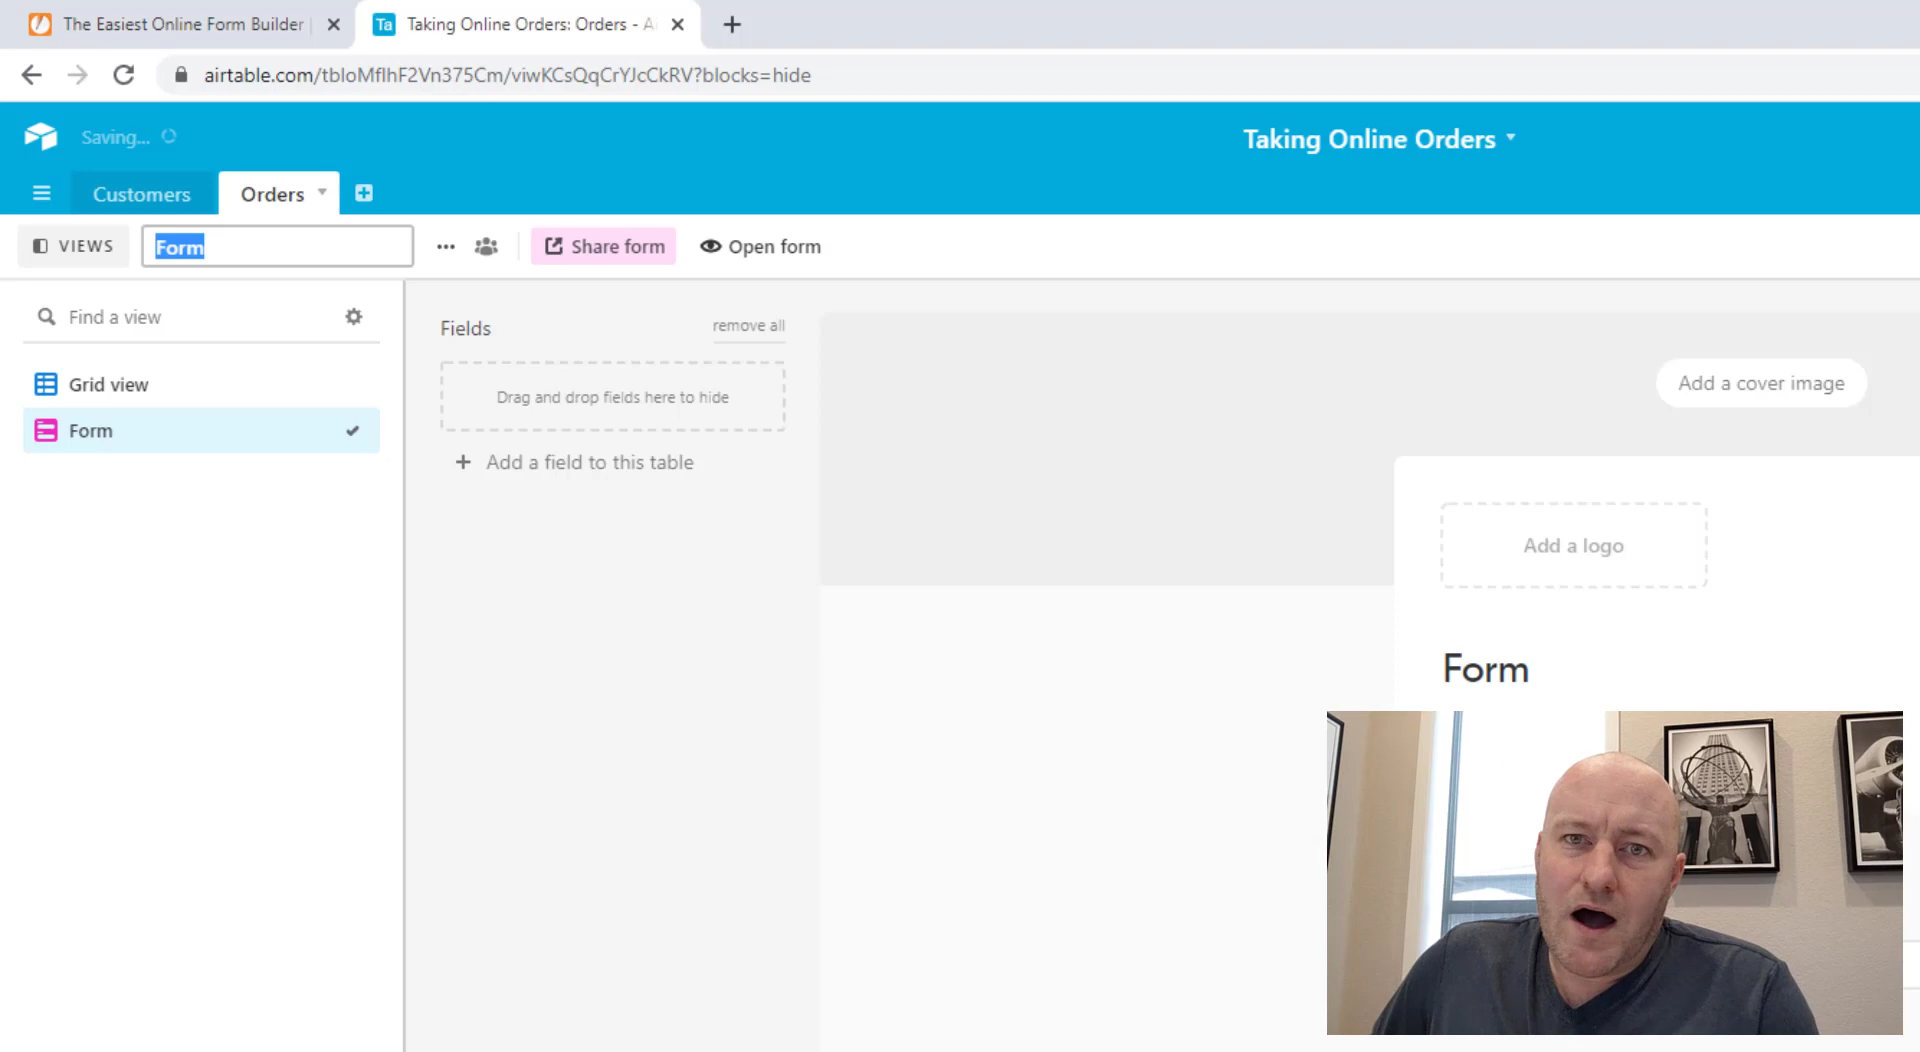 The Easiest Online Form Builder
Ta Taking Online Orders: Orders - A
airtable.com/tbloMflhF2Vn375Cm/viwKCsQqCrYJcCkRV?blocks=hide
Saving...
Taking Online Orders
Customers
Orders
VIEWS
Form
Share form
Open form
Find a view
Grid view
Form
Fields
remove all
Drag and drop fields here to hide
Add a field to this table
Add a cover image
Add a logo
Form